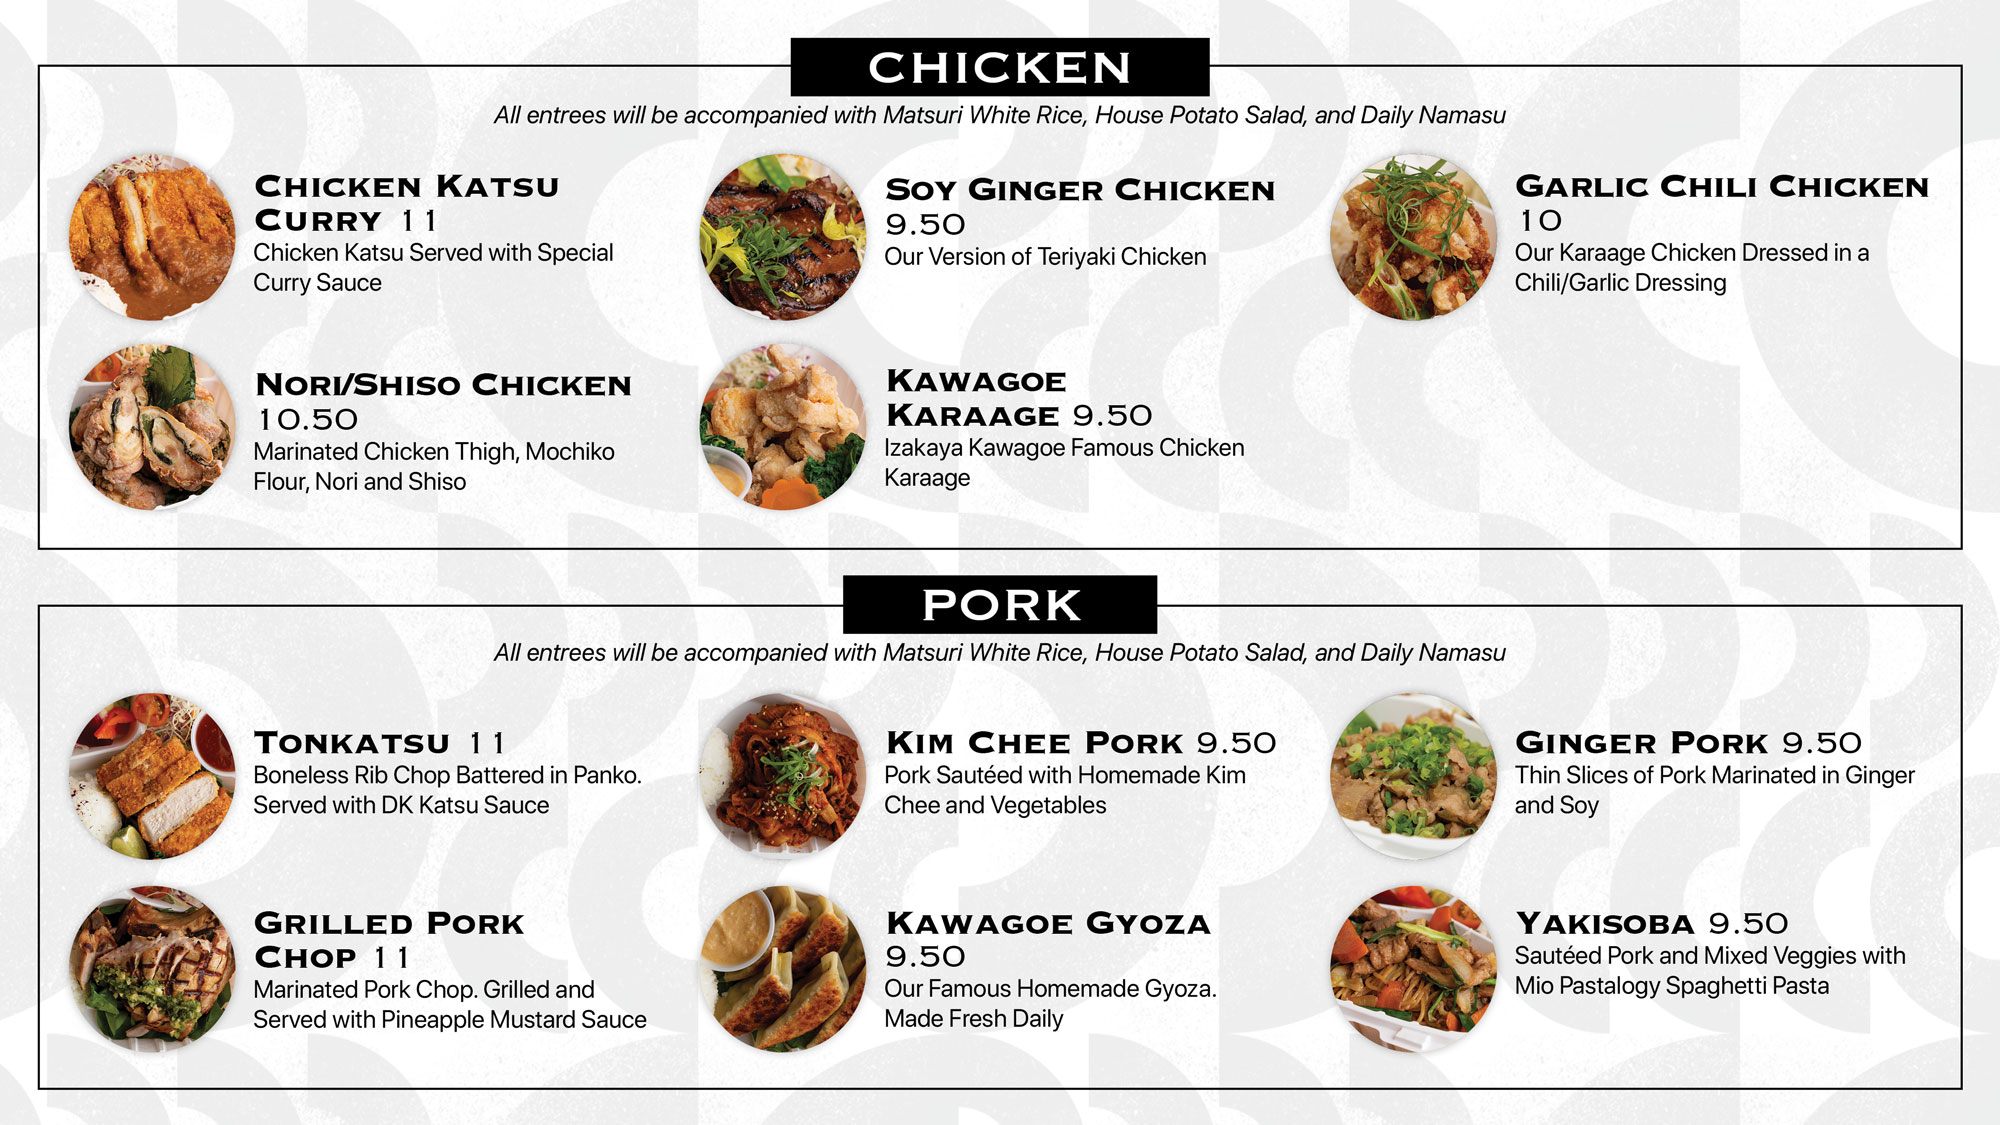 CHICKEN
All entrees will be accompanied with Matsuri White Rice, House Potato Salad, and Daily Namasu
CHICKEN KATSU
CURRY 11
Chicken Katsu Served with Special
Curry Sauce
SOY GINGER CHICKEN
9.50
Our Version of Teriyaki Chicken
GARLIC CHILI CHICKEN
10
Our Karaage Chicken Dressed in a
Chili/Garlic Dressing
NORI/SHISO CHICKEN
10.50
Marinated Chicken Thigh, Mochiko
Flour, Nori and Shiso
KAWAGOE
KARAAGE 9.50
Izakaya Kawagoe Famous Chicken
Karaage
PORK
All entrees will be accompanied with Matsuri White Rice, House Potato Salad, and Daily Namasu
TONKATSU 11
Boneless Rib Chop Battered in Panko.
Served with DK Katsu Sauce
KIM CHEE PORK 9.50
Pork Sautéed with Homemade Kim
Chee and Vegetables
GINGER PORK 9.50
Thin Slices of Pork Marinated in Ginger
and Soy
GRILLED PORK
CHOP 11
Marinated Pork Chop. Grilled and
Served with Pineapple Mustard Sauce
KAWAGOE GYOZA
9.50
Our Famous Homemade Gyoza.
Made Fresh Daily
YAKISOBA 9.50
Sautéed Pork and Mixed Veggies with
Mio Pastalogy Spaghetti Pasta